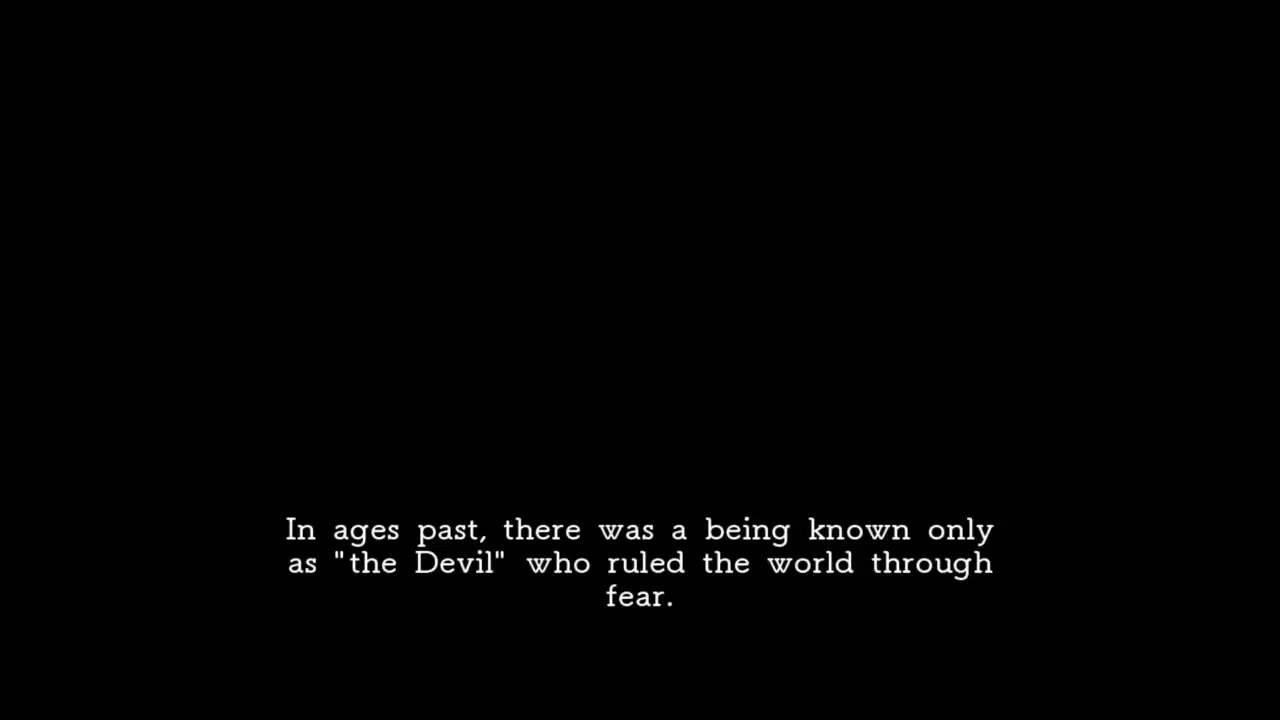 In ages past, there was a being known only
as "the Devil" who ruled the world through
fear.